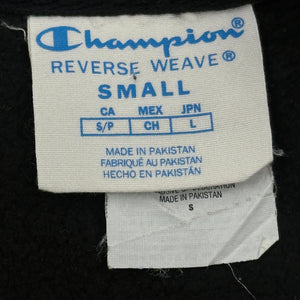 Champion®
REVERSE WEAVE®
SMALL
CA MEX JPN
S/P CH L
MADE IN PAKISTAN
FABRIQUÉ AU PAKISTAN
HECHO EN PAKISTAN
MADE IN PAKISTAN
S